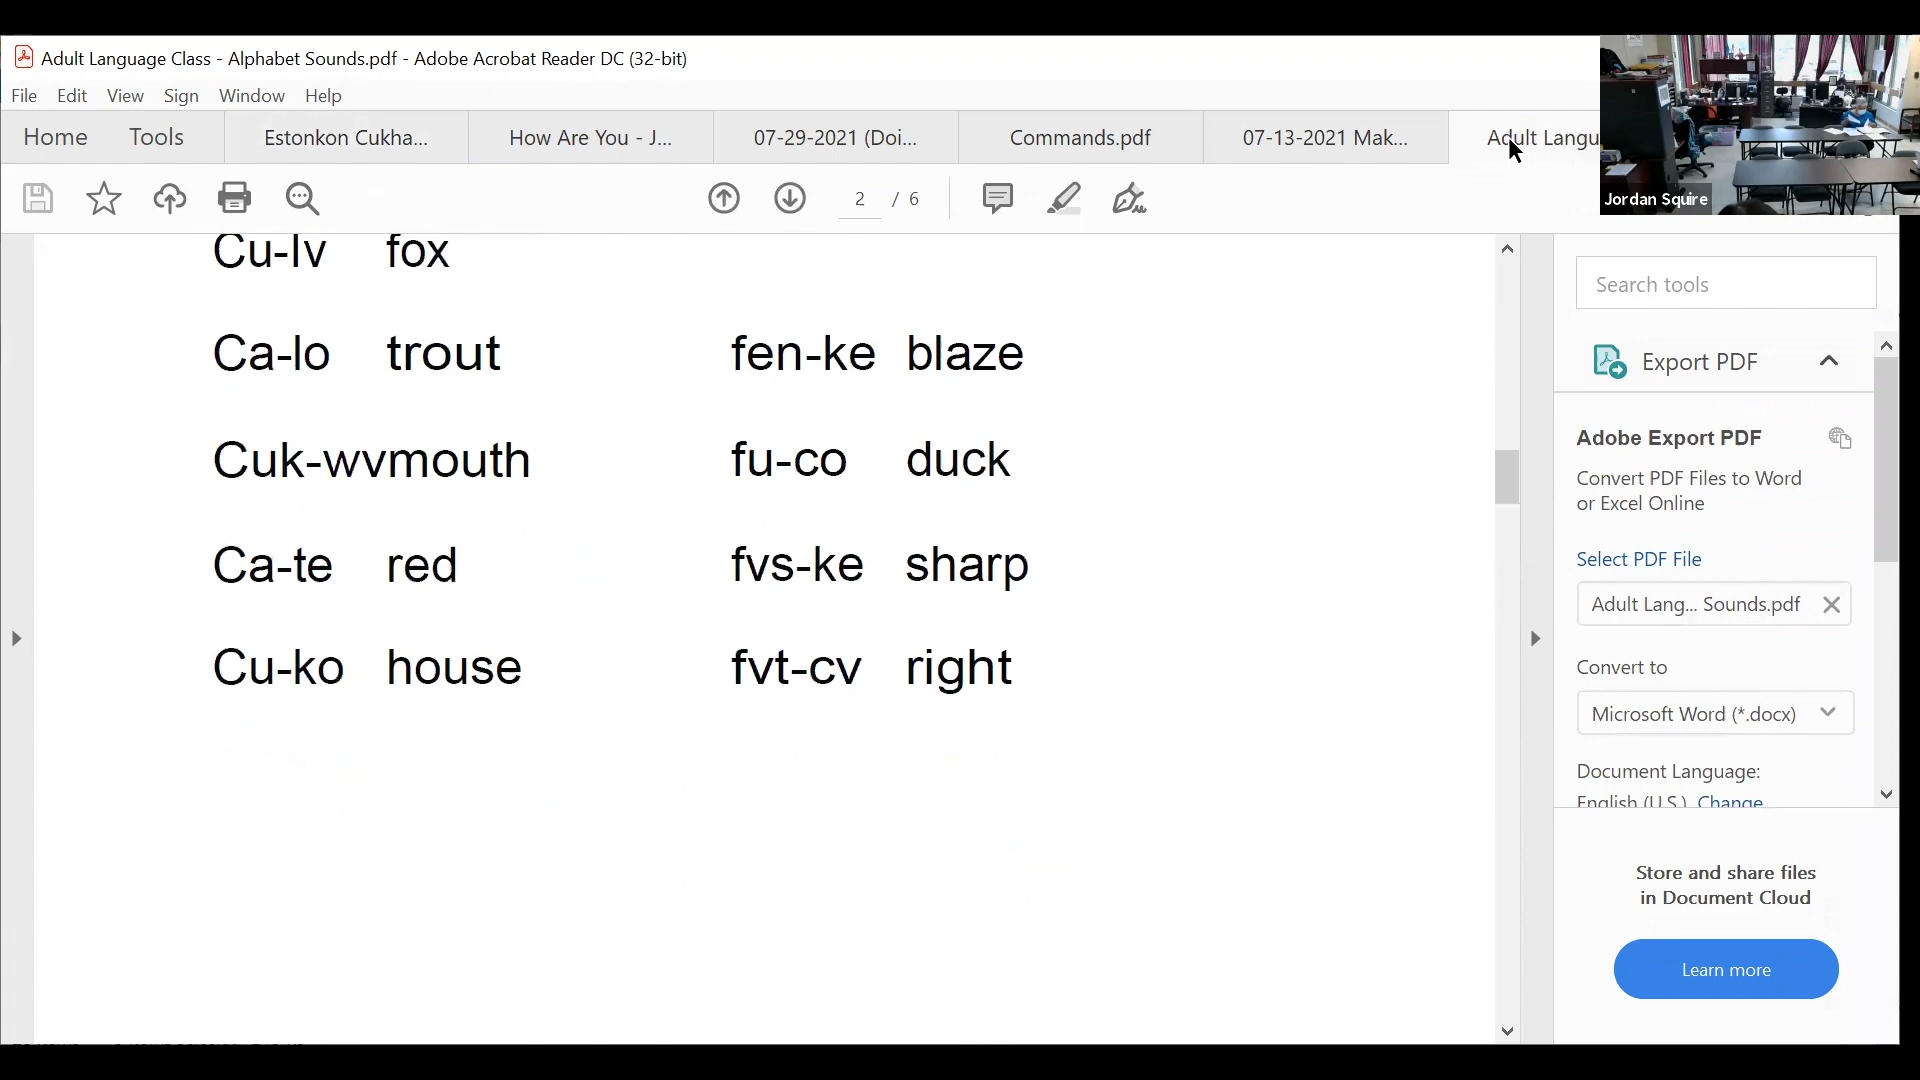 Adult Language Class - Alphabet Sounds.pdf - Adobe Acrobat Reader DC (32-bit)
File Edit View Sign Window Help
Home Tools Estonkon Cukha... How Are You - J... 07-29-2021 (Doi... Commands.pdf 07-13-2021 Mak... Adult Langu
2 / 6
Jordan Squire
Cu-lv fox
Ca-lo trout fen-ke blaze
Cuk-wvmouth fu-co duck
Ca-te red fvs-ke sharp
Cu-ko house fvt-cv right
Search tools
Export PDF
Adobe Export PDF
Convert PDF Files to Word
or Excel Online
Select PDF File
Adult Lang... Sounds.pdf
Convert to
Microsoft Word (*.docx)
Document Language:
English (U.S.) Change
Store and share files
in Document Cloud
Learn more